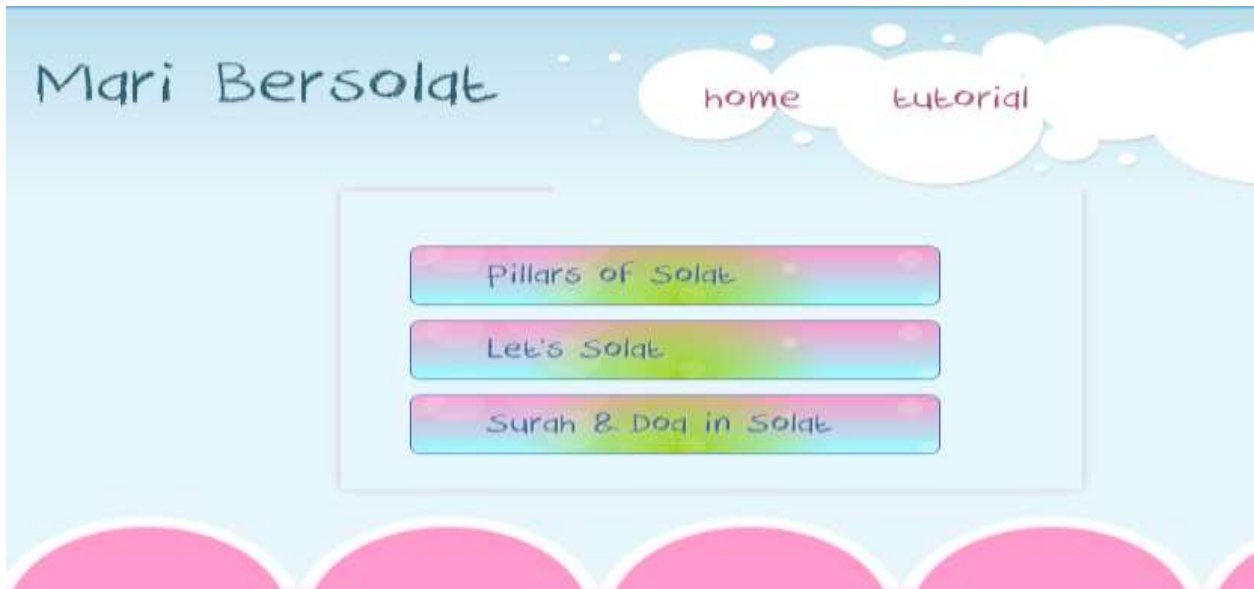 Mari Bersolat
home tutorial
Pillars of Solat
Let's Solat
Surah & Doa in Solat